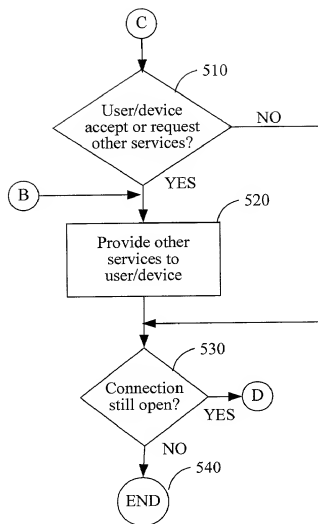 C
510
User/device
accept or request
other services?
NO
YES
B
520
Provide other
services to
user/device
530
Connection
still open?
D
YES
NO
540
END